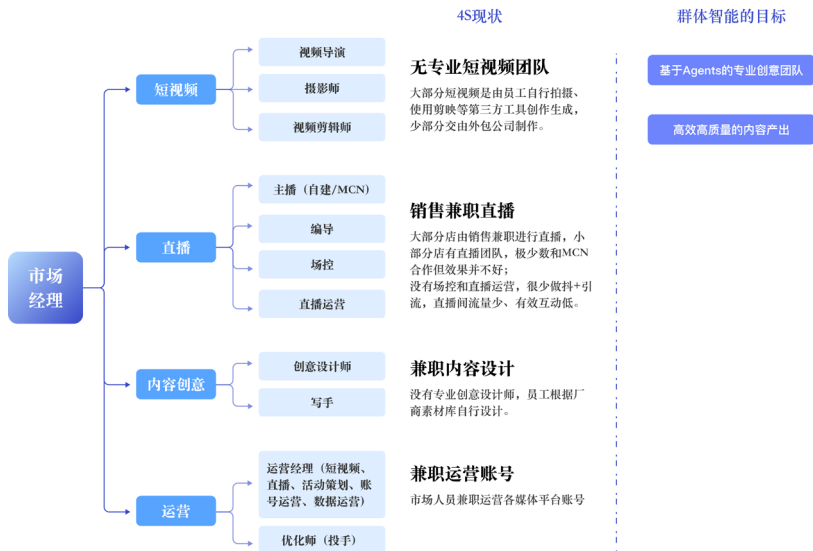 4S现状
群体智能的目标
市场
经理
短视频
视频导演
摄影师
视频剪辑师
无专业短视频团队
大部分短视频是由员工自行拍摄、
使用剪映等第三方工具创作生成，
少部分交由外包公司制作。
基于Agents的专业创意团队
高效高质量的内容产出
直播
主播（自建/MCN）
编导
场控
直播运营
销售兼职直播
大部分店由销售兼职进行直播，小
部分店有直播团队，极少数和MCN
合作但效果并不好；
没有场控和直播运营，很少做抖+引
流，直播间流量少、有效互动低。
内容创意
创意设计师
写手
兼职内容设计
没有专业创意设计师，员工根据厂
商素材库自行设计。
运营
运营经理（短视频、
直播、活动策划、账
号运营、数据运营）
优化师（投手）
兼职运营账号
市场人员兼职运营各媒体平台账号